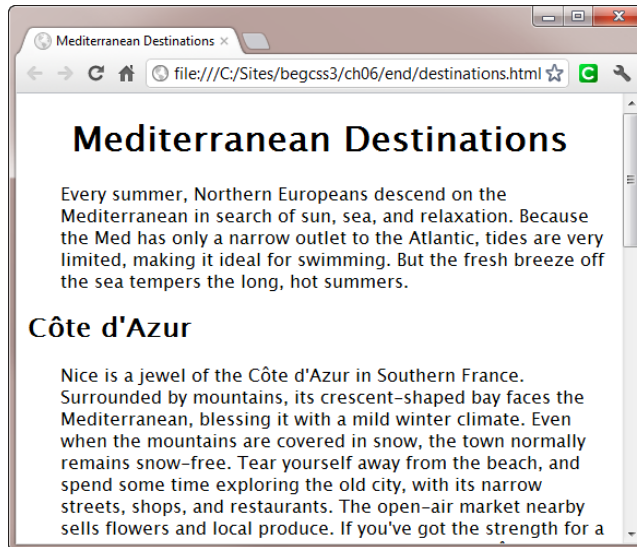 Mediterranean Destinations ×
file:///C:/Sites/begcss3/ch06/end/destinations.html
C
Mediterranean Destinations
Every summer, Northern Europeans descend on the
Mediterranean in search of sun, sea, and relaxation. Because
the Med has only a narrow outlet to the Atlantic, tides are very
limited, making it ideal for swimming. But the fresh breeze off
the sea tempers the long, hot summers.
Côte d'Azur
Nice is a jewel of the Côte d'Azur in Southern France.
Surrounded by mountains, its crescent-shaped bay faces the
Mediterranean, blessing it with a mild winter climate. Even
when the mountains are covered in snow, the town normally
remains snow-free. Tear yourself away from the beach, and
spend some time exploring the old city, with its narrow
streets, shops, and restaurants. The open-air market nearby
sells flowers and local produce. If you've got the strength for a